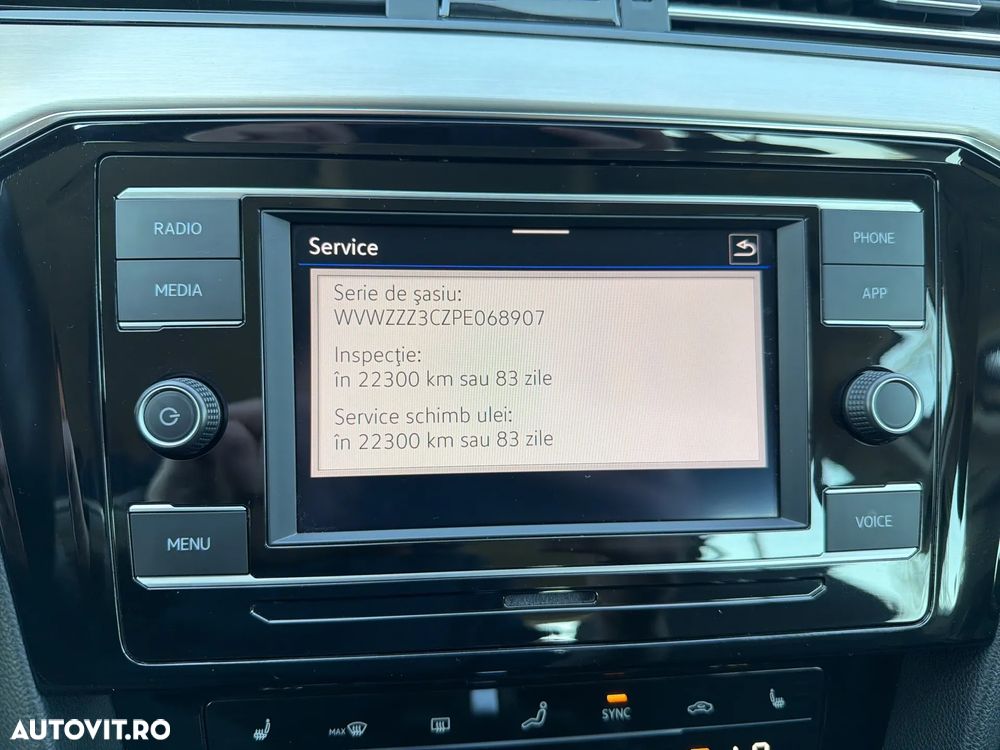 RADIO
MEDIA
Service
PHONE
APP
Serie de şasiu:
WVWZZZ3CZPE068907
Inspecţie:
în 22300 km sau 83 zile
Service schimb ulei:
în 22300 km sau 83 zile
MENU
VOICE
MAX
SYNC
AUTOVIT.RO